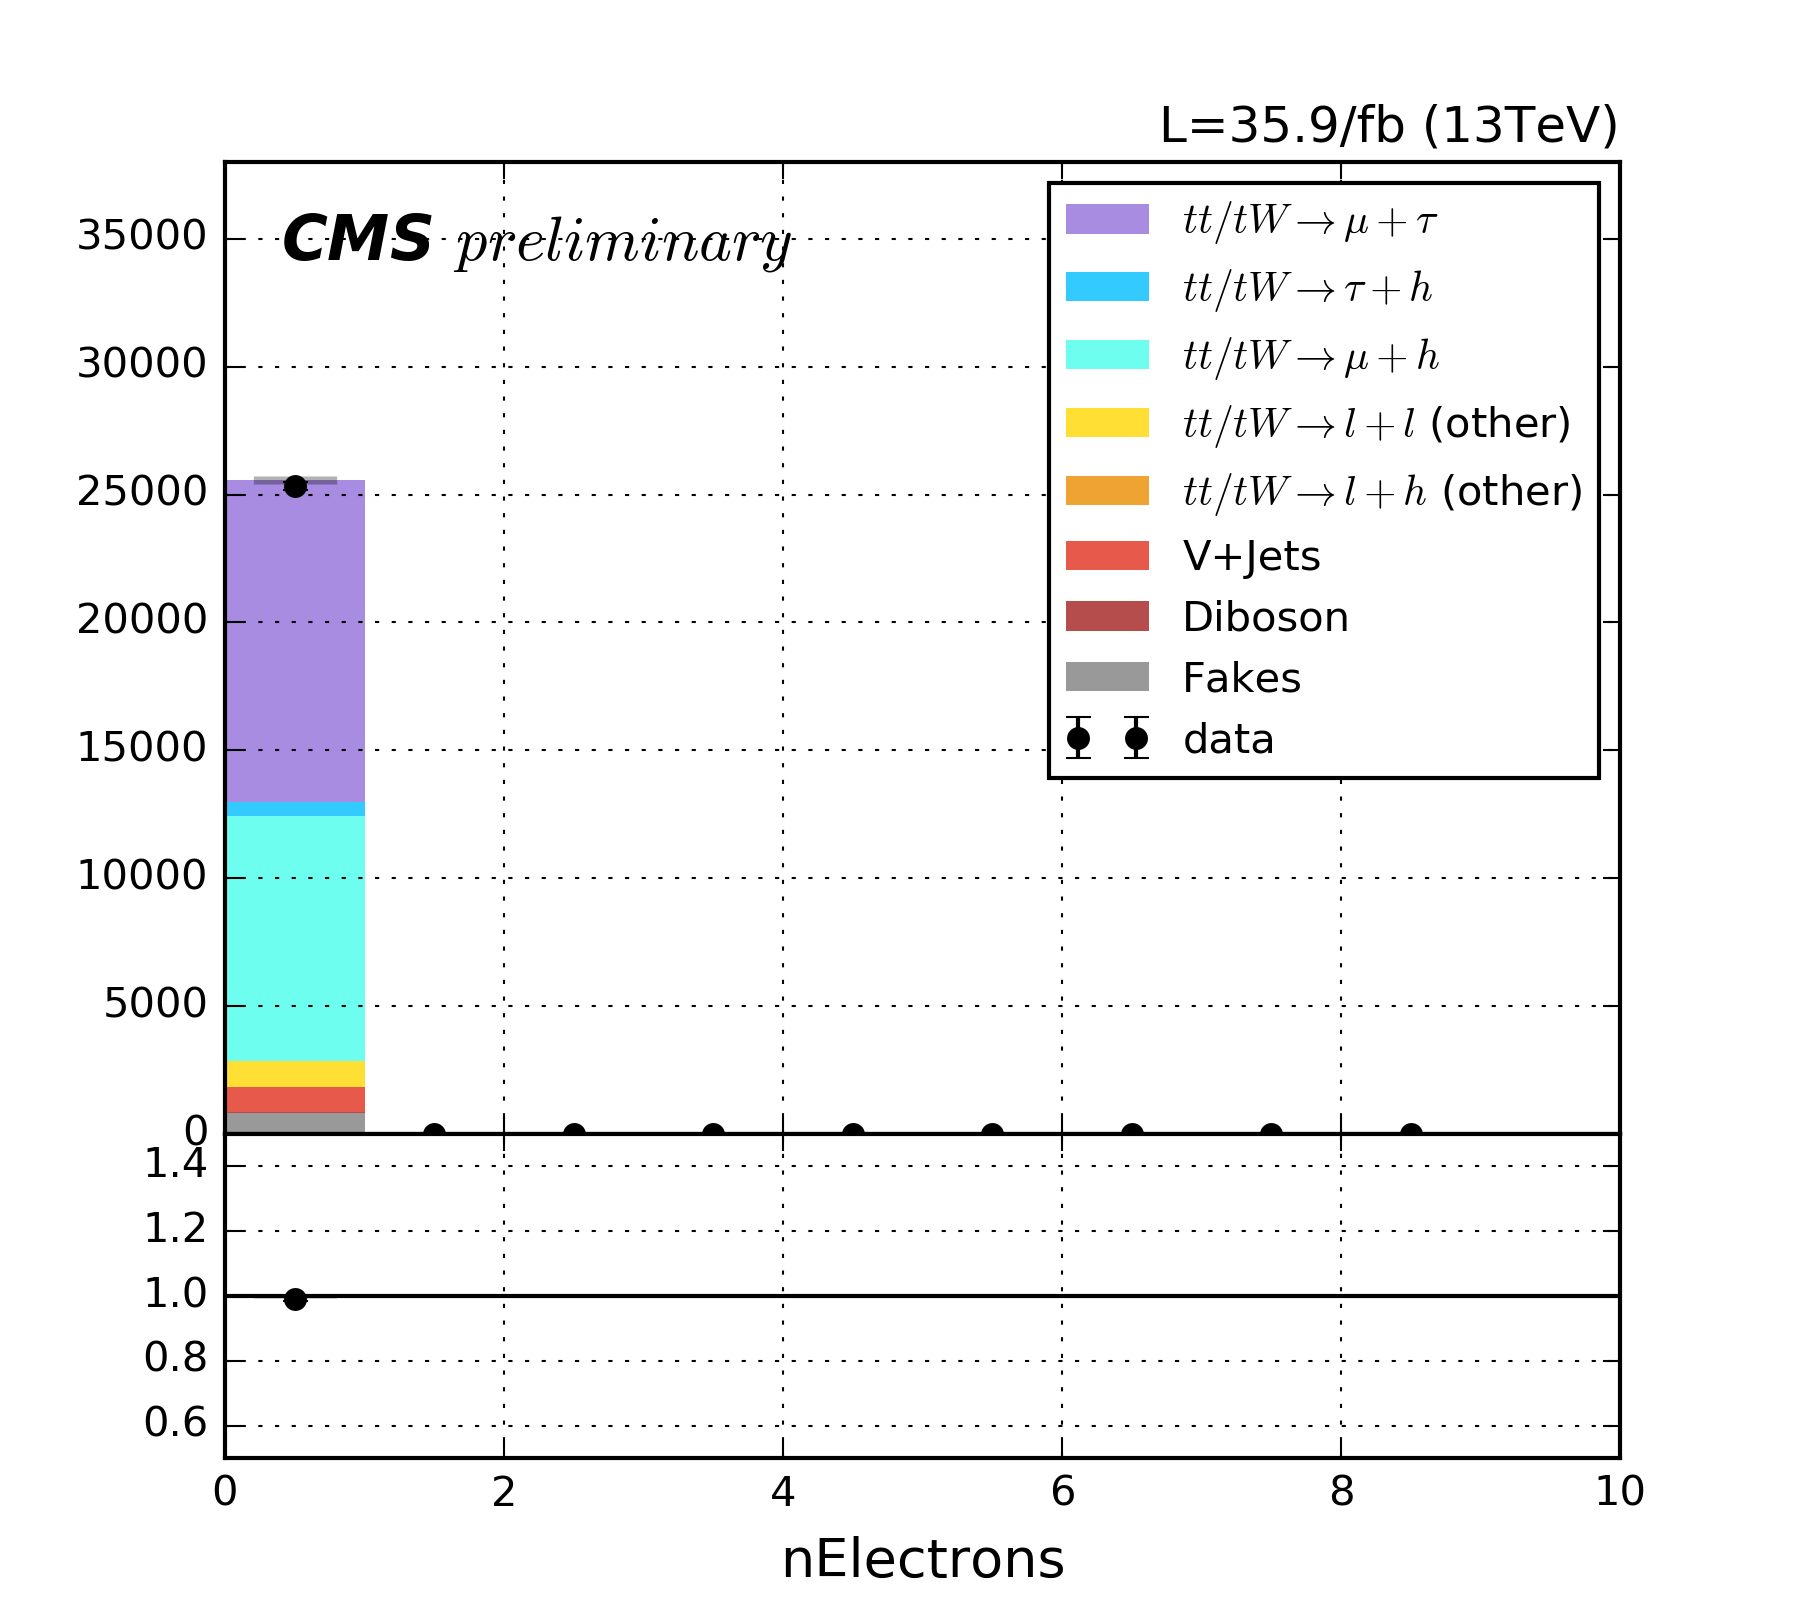 L=35.9/fb (13TeV)
CMS preliminary
35000
30000
25000
20000
15000
10000
5000
0
tt/tW→μ+τ
tt/tW→τ+h
tt/tW→μ+h
tt/tW→l+l (other)
tt/tW→l+h (other)
V+Jets
Diboson
Fakes
data
1.4
1.2
1.0
0.8
0.6
0 2 4 6 8 10
nElectrons